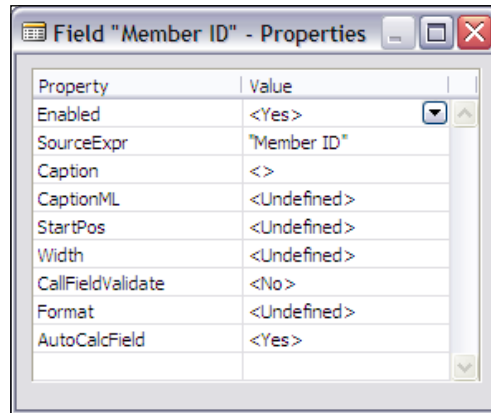 Field "Member ID" - Properties
Property Value
Enabled <Yes>
SourceExpr "Member ID"
Caption <>
CaptionML <Undefined>
StartPos <Undefined>
Width <Undefined>
CallFieldValidate <No>
Format <Undefined>
AutoCalcField <Yes>